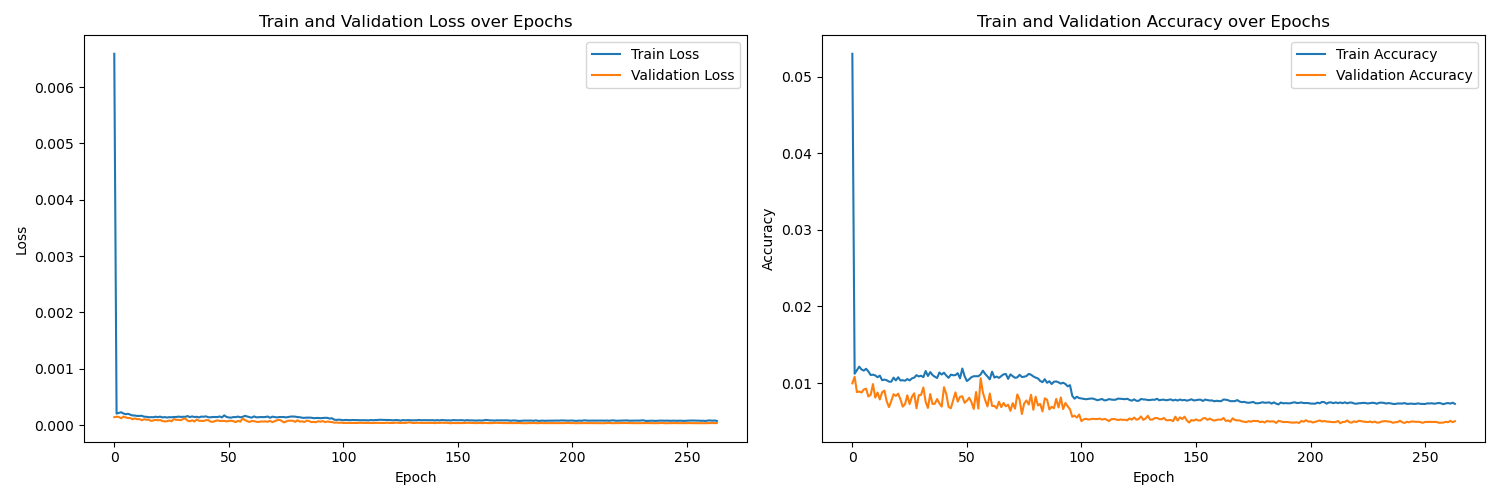 Train and Validation Loss over Epochs
Train Loss
Validation Loss
0.006
0.005
0.004
0.003
0.002
0.001
0.000
Loss
0
50
100
150
200
250
Epoch
Train and Validation Accuracy over Epochs
Train Accuracy
Validation Accuracy
0.05
0.04
0.03
0.02
0.01
Accuracy
0
50
100
150
200
250
Epoch